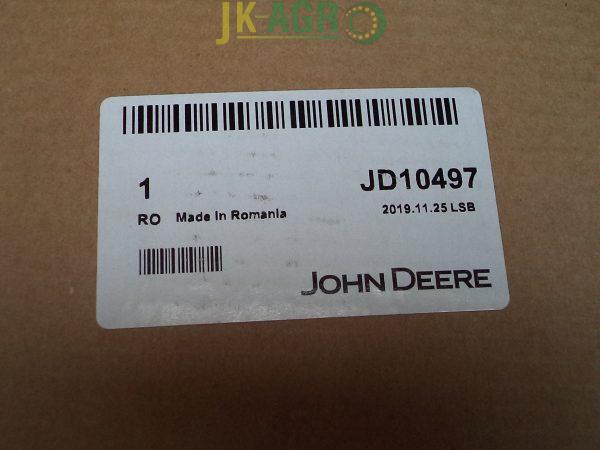 JK-AGRO
1 JD10497
RO Made in Romania 2019.11.25 LSB
JOHN DEERE